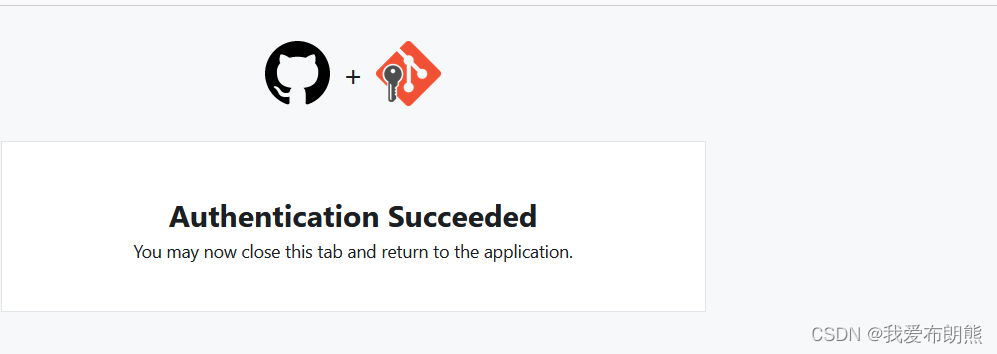 +
Authentication Succeeded
You may now close this tab and return to the application.
CSDN @我爱布朗熊